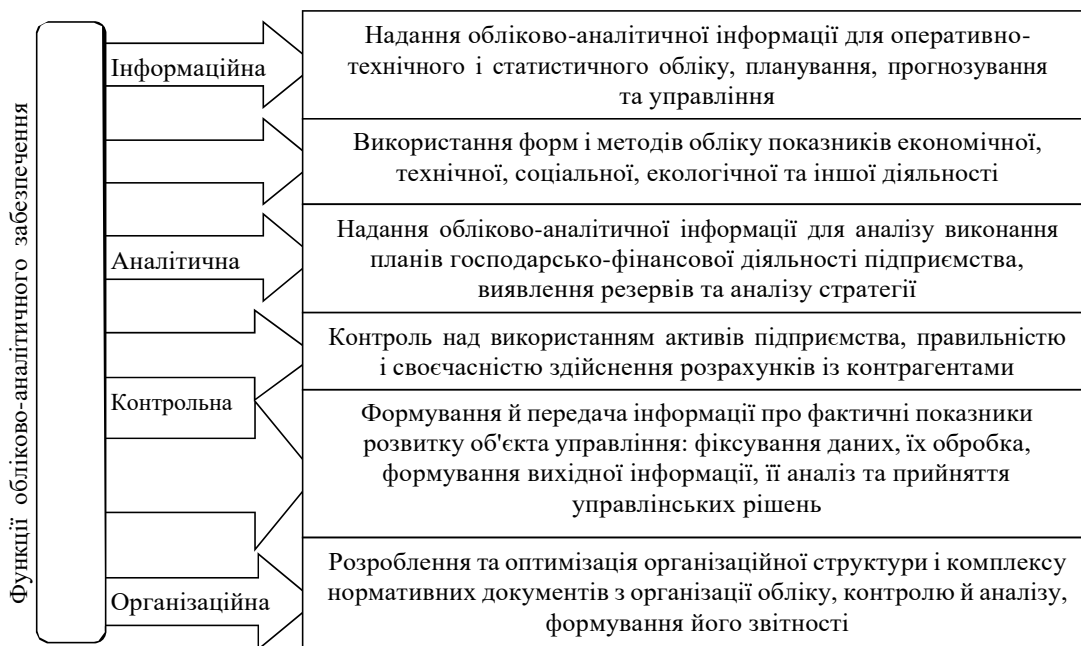 Функції обліково-аналітичного забезпечення
Інформаційна
Надання обліково-аналітичної інформації для оперативно-
технічного і статистичного обліку, планування, прогнозування
та управління
Використання форм і методів обліку показників економічної,
технічної, соціальної, екологічної та іншої діяльності
Аналітична
Надання обліково-аналітичної інформації для аналізу виконання
планів господарсько-фінансової діяльності підприємства,
виявлення резервів та аналізу стратегії
Контроль над використанням активів підприємства, правильністю
і своєчасністю здійснення розрахунків із контрагентами
Контрольна
Формування й передача інформації про фактичні показники
розвитку об'єкта управління: фіксування даних, їх обробка,
формування вихідної інформації, її аналіз та прийняття
управлінських рішень
Організаційна
Розроблення та оптимізація організаційної структури і комплексу
нормативних документів з організації обліку, контролю й аналізу,
формування його звітності